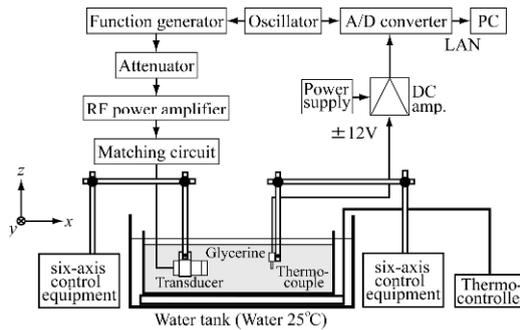 Function generator
Oscillator
A/D converter
PC
LAN
Attenuator
Power
supply
DC
amp.
RF power amplifier
±12V
Matching circuit
z
y
x
six-axis
control
equipment
Glycerine
Transducer
Thermo-
couple
six-axis
control
equipment
Thermo-
controller
Water tank (Water 25°C)